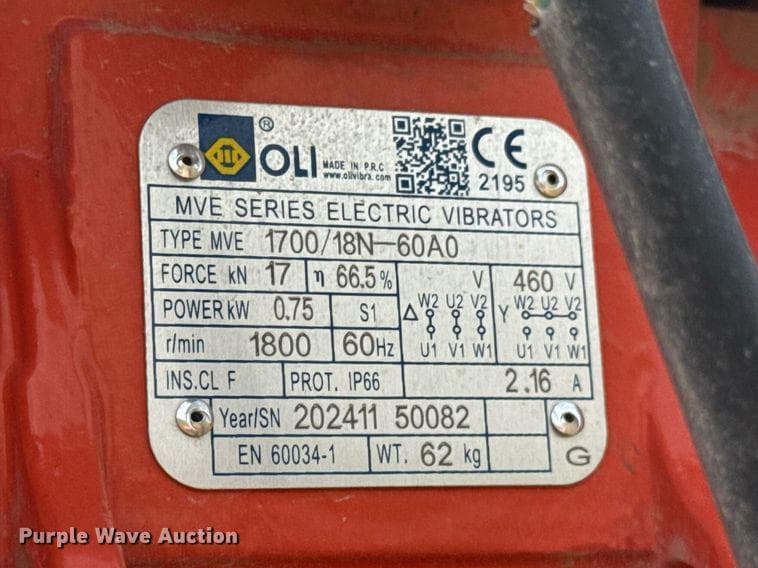 ® OLI MADE IN P.R.C
www.olivibra.com
CE
2195
MVE SERIES ELECTRIC VIBRATORS
TYPE MVE 1700/18N-60A0
FORCE kN 17 η 66.5% V 460 V
POWER kW 0.75 S1
△ W2 U2 V2 Y W2 U2 V2
U1 V1 W1 U1 V1 W1
r/min 1800 60Hz
INS.CL F PROT. IP66 2.16 A
Year/SN 202411 50082
EN 60034-1 WT. 62 kg G
Purple Wave Auction